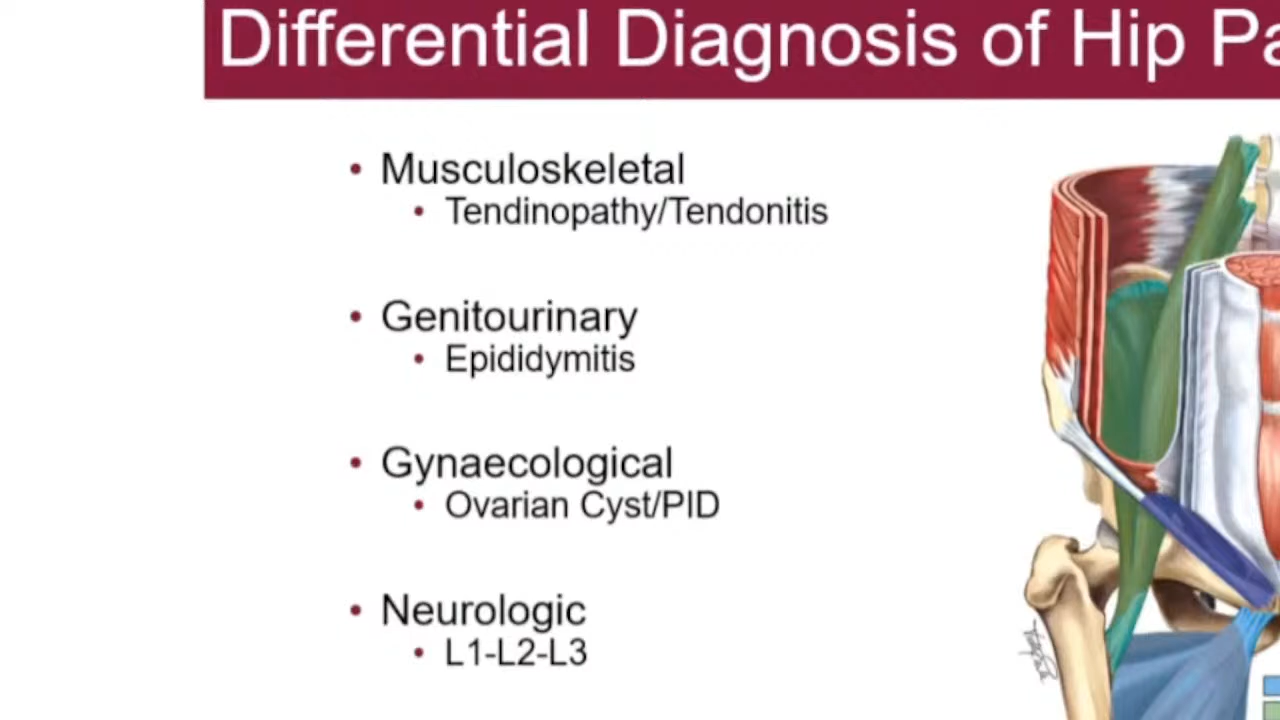 Differential Diagnosis of Hip Pa
• Musculoskeletal
• Tendinopathy/Tendonitis
• Genitourinary
• Epididymitis
• Gynaecological
• Ovarian Cyst/PID
• Neurologic
• L1-L2-L3